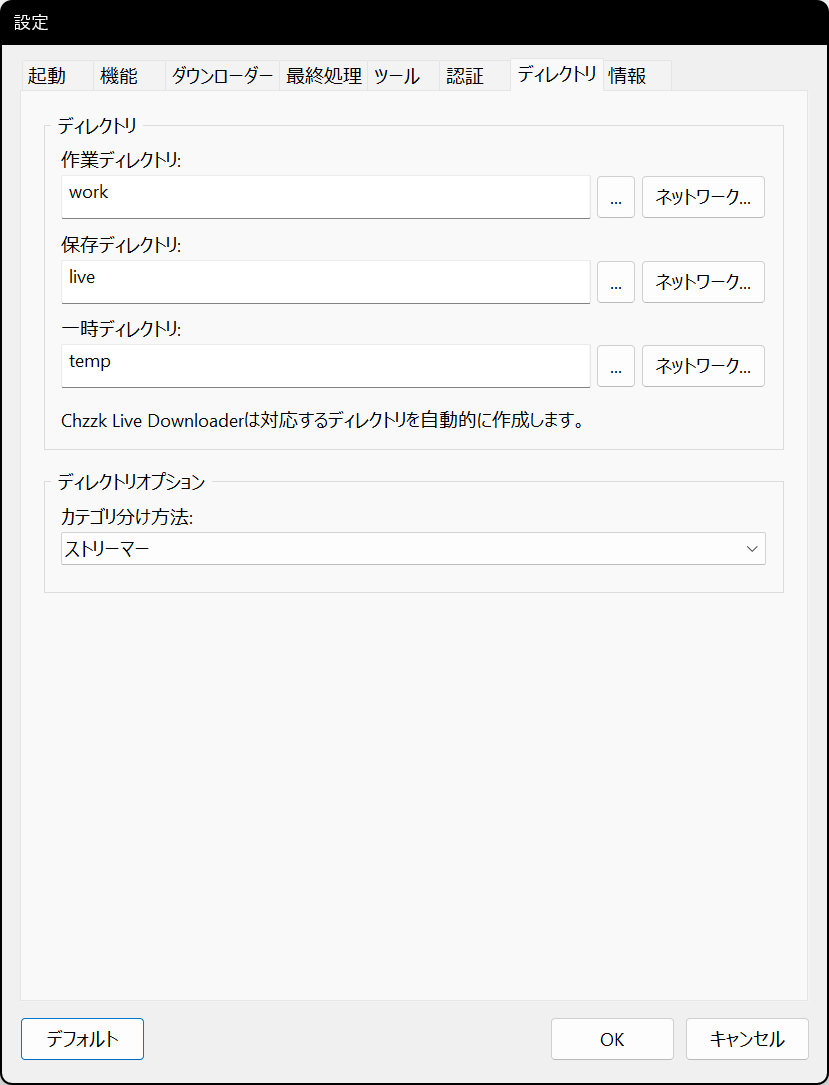 設定
起動 機能 ダウンローダー 最終処理 ツール 認証 ディレクトリ 情報
ディレクトリ
作業ディレクトリ:
work ... ネットワーク...
保存ディレクトリ:
live ... ネットワーク...
一時ディレクトリ:
temp ... ネットワーク...
Chzzk Live Downloaderは対応するディレクトリを自動的に作成します。
ディレクトリオプション
カテゴリ分け方法:
ストリーマー
デフォルト OK キャンセル